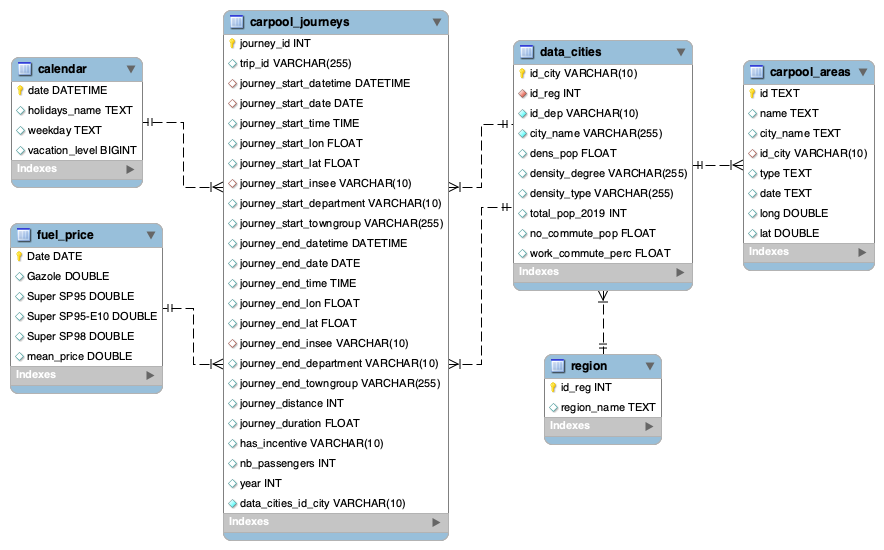 calendar
date DATETIME
holidays_name TEXT
weekday TEXT
vacation_level BIGINT
Indexes
fuel_price
Date DATE
Gazole DOUBLE
Super SP95 DOUBLE
Super SP95-E10 DOUBLE
Super SP98 DOUBLE
mean_price DOUBLE
Indexes
carpool_journeys
journey_id INT
trip_id VARCHAR(255)
journey_start_datetime DATETIME
journey_start_date DATE
journey_start_time TIME
journey_start_lon FLOAT
journey_start_lat FLOAT
journey_start_insee VARCHAR(10)
journey_start_department VARCHAR(10)
journey_start_towngroup VARCHAR(255)
journey_end_datetime DATETIME
journey_end_date DATE
journey_end_time TIME
journey_end_lon FLOAT
journey_end_lat FLOAT
journey_end_insee VARCHAR(10)
journey_end_department VARCHAR(10)
journey_end_towngroup VARCHAR(255)
journey_distance INT
journey_duration FLOAT
has_incentive VARCHAR(10)
nb_passengers INT
year INT
data_cities_id_city VARCHAR(10)
Indexes
data_cities
id_city VARCHAR(10)
id_reg INT
id_dep VARCHAR(10)
city_name VARCHAR(255)
dens_pop FLOAT
density_degree VARCHAR(255)
density_type VARCHAR(255)
total_pop_2019 INT
no_commute_pop FLOAT
work_commute_perc FLOAT
Indexes
region
id_reg INT
region_name TEXT
Indexes
carpool_areas
id TEXT
name TEXT
city_name TEXT
id_city VARCHAR(10)
type TEXT
date TEXT
long DOUBLE
lat DOUBLE
Indexes